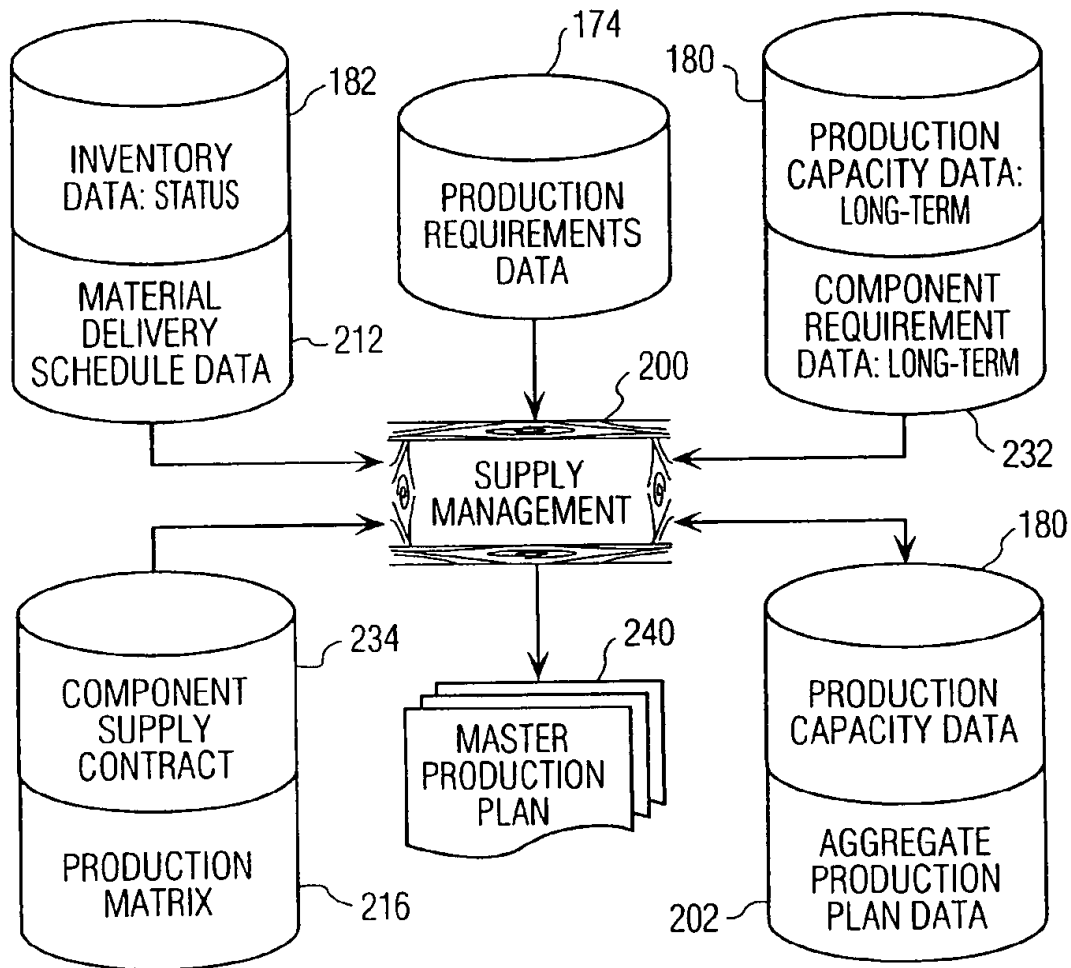 174
182
180
INVENTORY
DATA: STATUS
MATERIAL
DELIVERY
SCHEDULE DATA
212
PRODUCTION
REQUIREMENTS
DATA
PRODUCTION
CAPACITY DATA:
LONG-TERM
COMPONENT
REQUIREMENT
DATA: LONG-TERM
232
200
SUPPLY
MANAGEMENT
234
COMPONENT
SUPPLY
CONTRACT
PRODUCTION
MATRIX
216
240
MASTER
PRODUCTION
PLAN
180
PRODUCTION
CAPACITY DATA
AGGREGATE
PRODUCTION
PLAN DATA
202